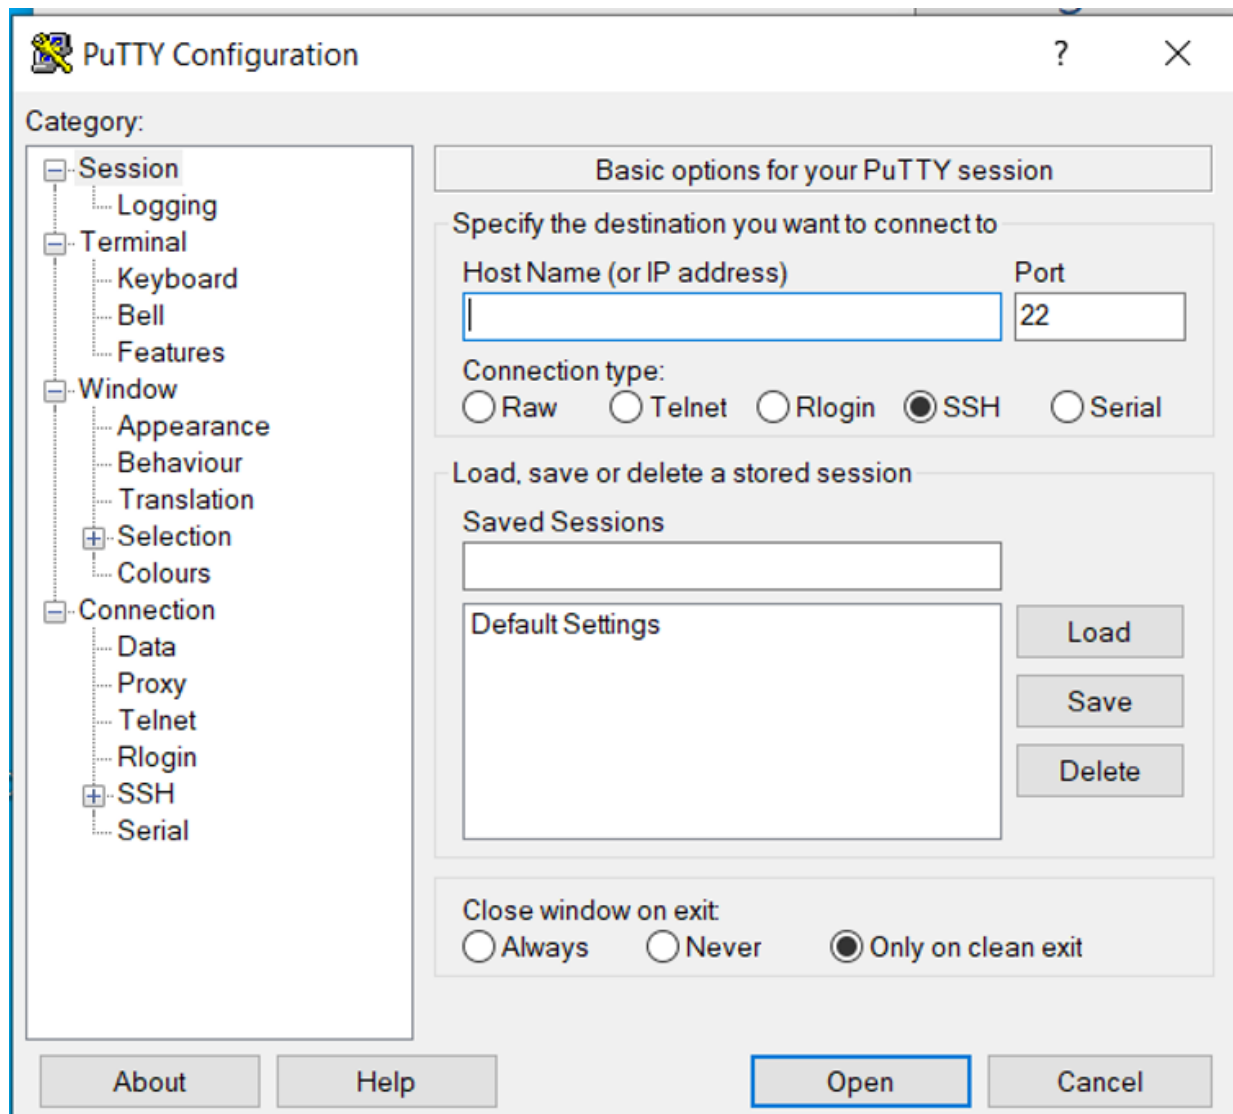 PuTTY Configuration
?
Category:
Session
Logging
Terminal
Keyboard
Bell
Features
Window
Appearance
Behaviour
Translation
Selection
Colours
Connection
Data
Proxy
Telnet
Rlogin
SSH
Serial
Basic options for your PuTTY session
Specify the destination you want to connect to
Host Name (or IP address) Port
22
Connection type:
Raw Telnet Rlogin SSH Serial
Load, save or delete a stored session
Saved Sessions
Default Settings
Load
Save
Delete
Close window on exit:
Always Never Only on clean exit
About Help Open Cancel